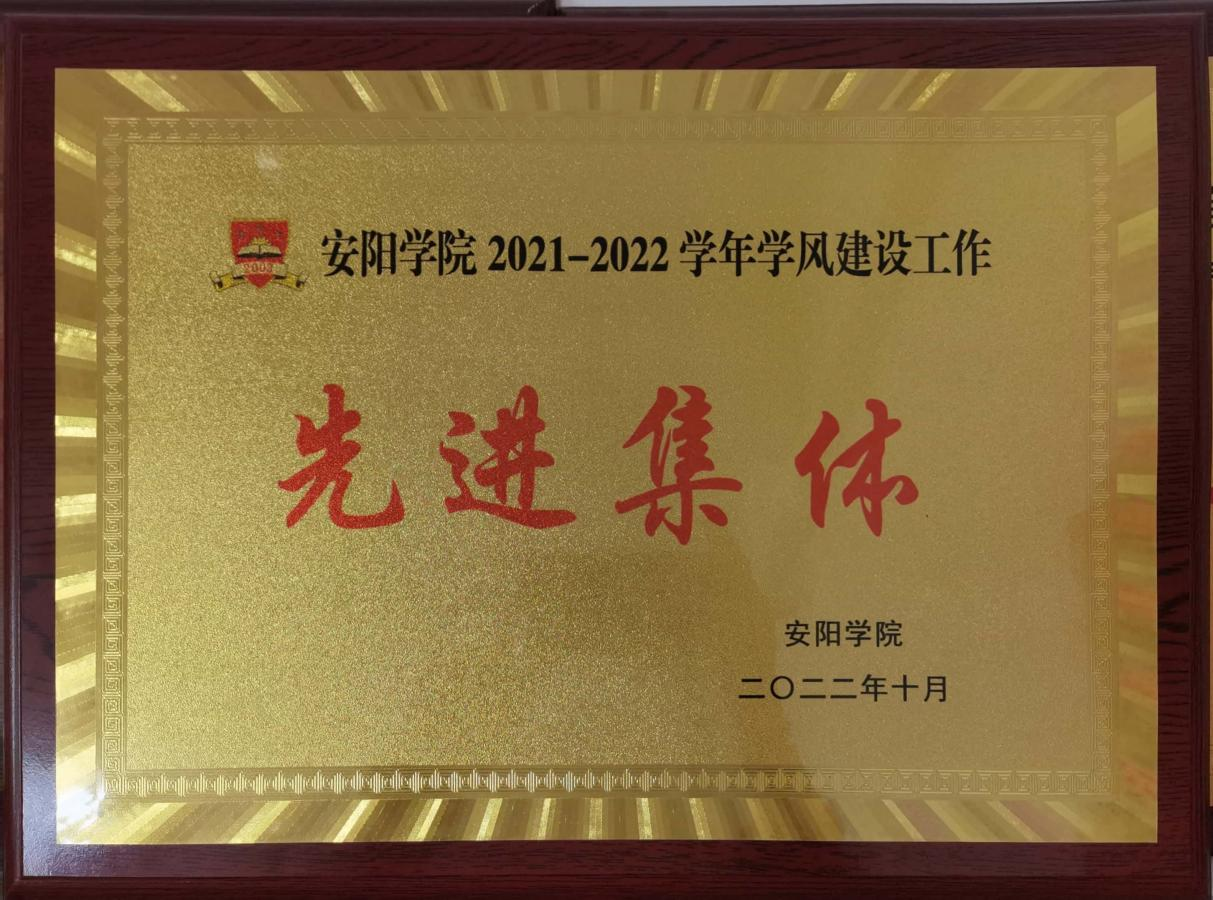 2003
安阳学院 2021-2022 学年学风建设工作
先进集体
安阳学院
二〇二二年十月